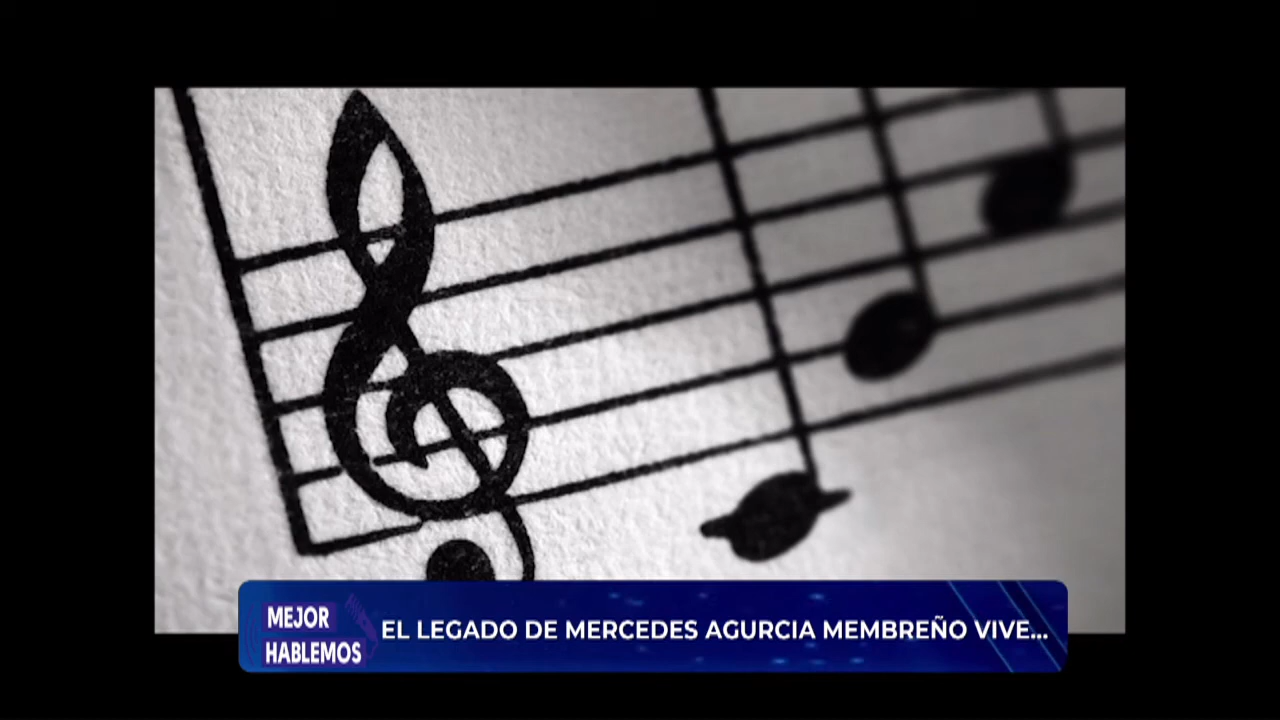 MEJOR
HABLEMOS
EL LEGADO DE MERCEDES AGURCIA MEMBREÑO VIVE...